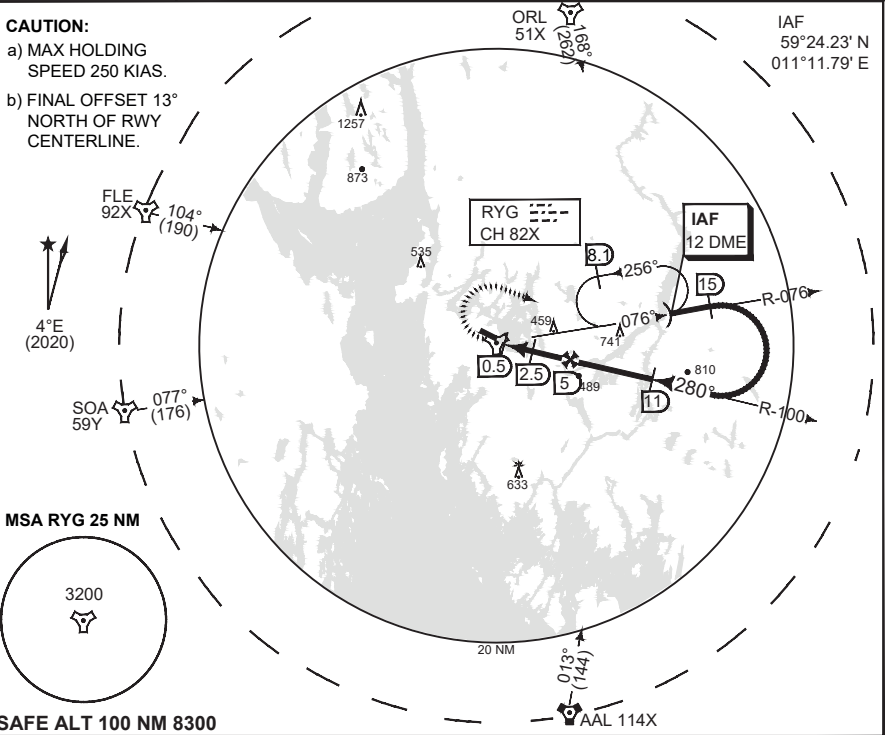 CAUTION:
a) MAX HOLDING
SPEED 250 KIAS.
b) FINAL OFFSET 13°
NORTH OF RWY
CENTERLINE.
ORL
51X
168°
(262)
IAF
59°24.23' N
011°11.79' E
1257
873
FLE
92X
104°
(190)
535
RYG
CH 82X
IAF
12 DME
8.1
256°
15
R-076
4°E
(2020)
459
076°
741
0.5
2.5
5
489
810
280°
11
R-100
SOA
59Y
077°
(176)
633
MSA RYG 25 NM
3200
20 NM
013°
(144)
AAL 114X
SAFE ALT 100 NM 8300